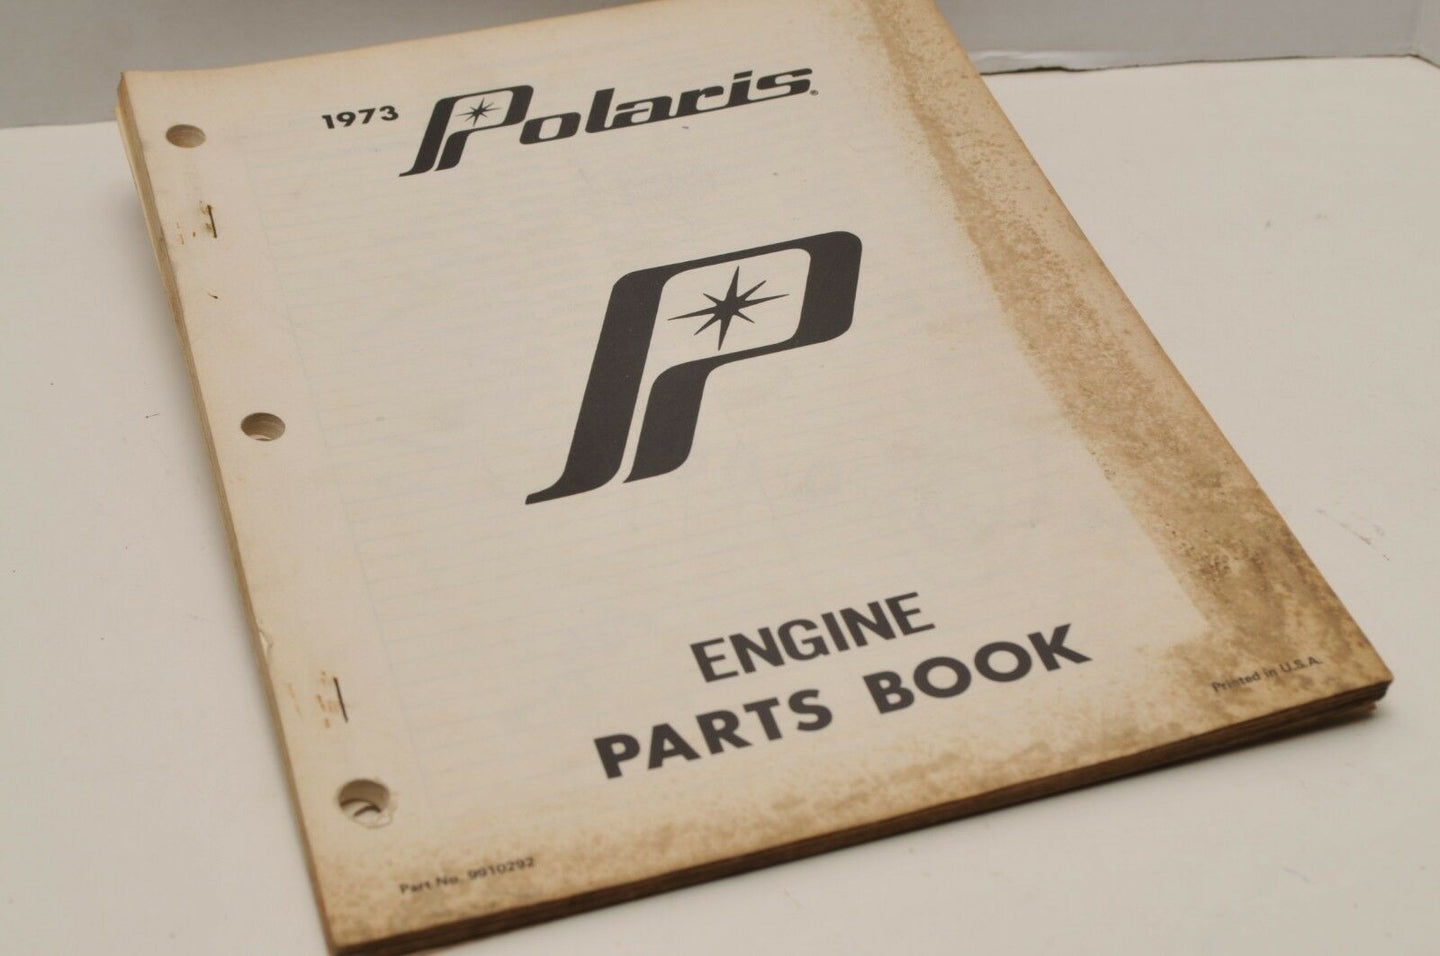 1973 Polaris®
P
ENGINE
PARTS BOOK
Printed in U.S.A.
Part No. 9910292